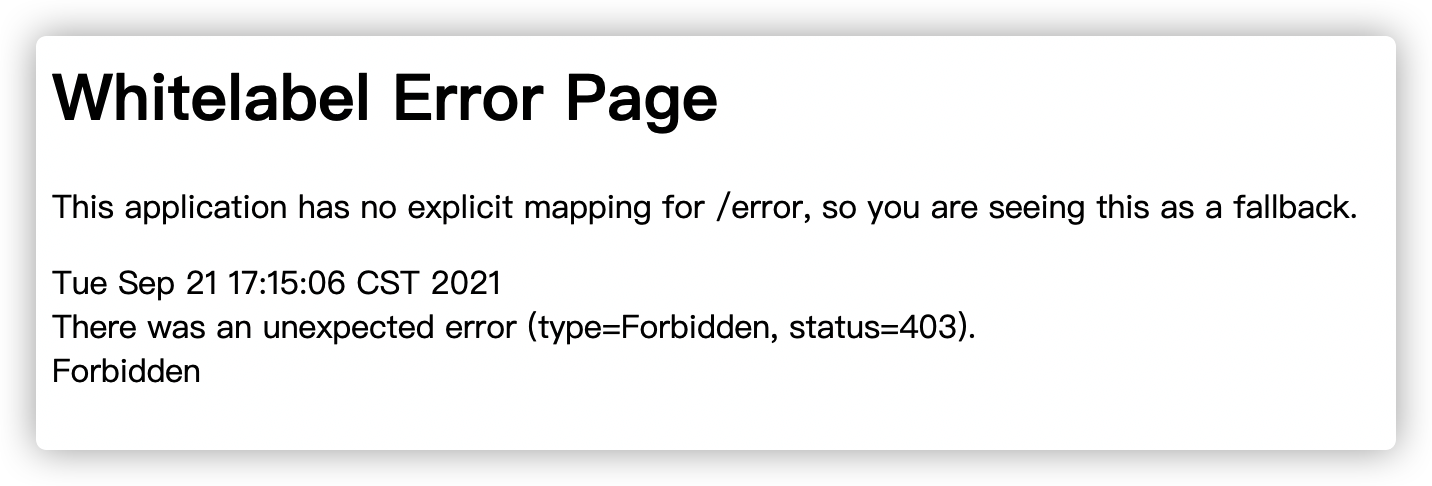 Whitelabel Error Page
This application has no explicit mapping for /error, so you are seeing this as a fallback.
Tue Sep 21 17:15:06 CST 2021
There was an unexpected error (type=Forbidden, status=403).
Forbidden